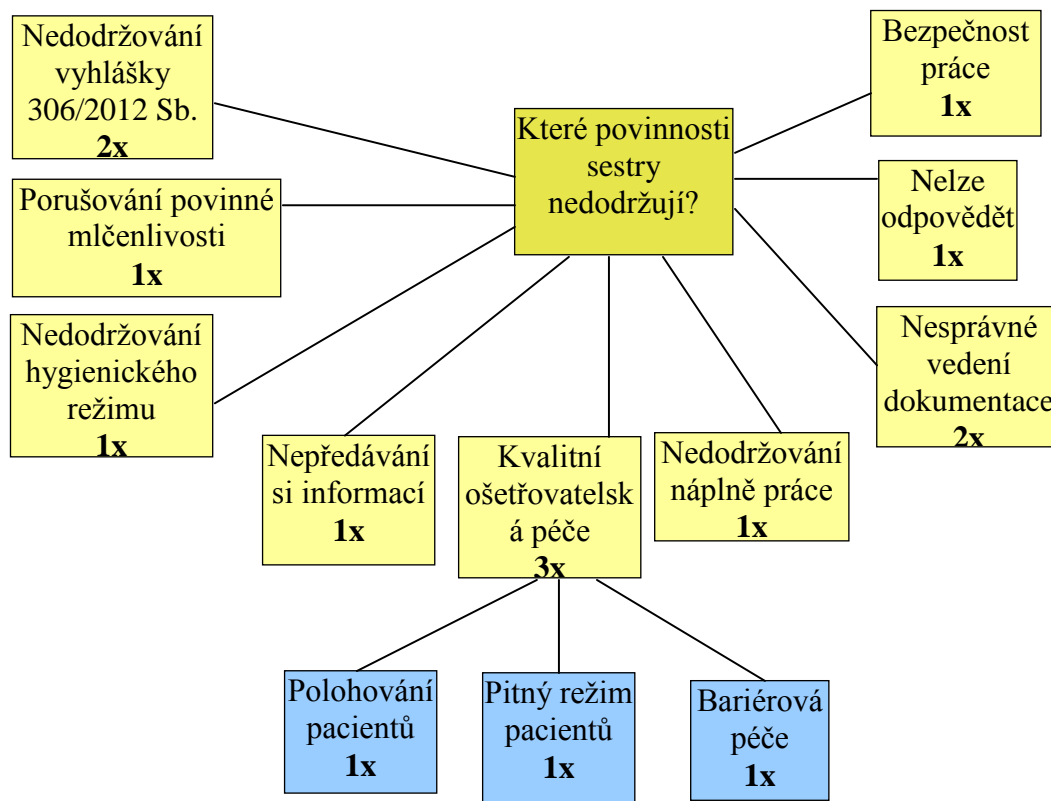 Nedodržování
vyhlášky
306/2012 Sb.
2x
Které povinnosti
sestry
nedodržují?
Bezpečnost
práce
1x
Porušování povinné
mlčenlivosti
1x
Nelze
odpovědět
1x
Nedodržování
hygienického
režimu
1x
Nesprávné
vedení
dokumentace
2x
Nepředávání
si informací
1x
Kvalitní
ošetřovatelsk
á péče
3x
Nedodržování
náplně práce
1x
Polohování
pacientů
1x
Pitný režim
pacientů
1x
Bariérová
péče
1x